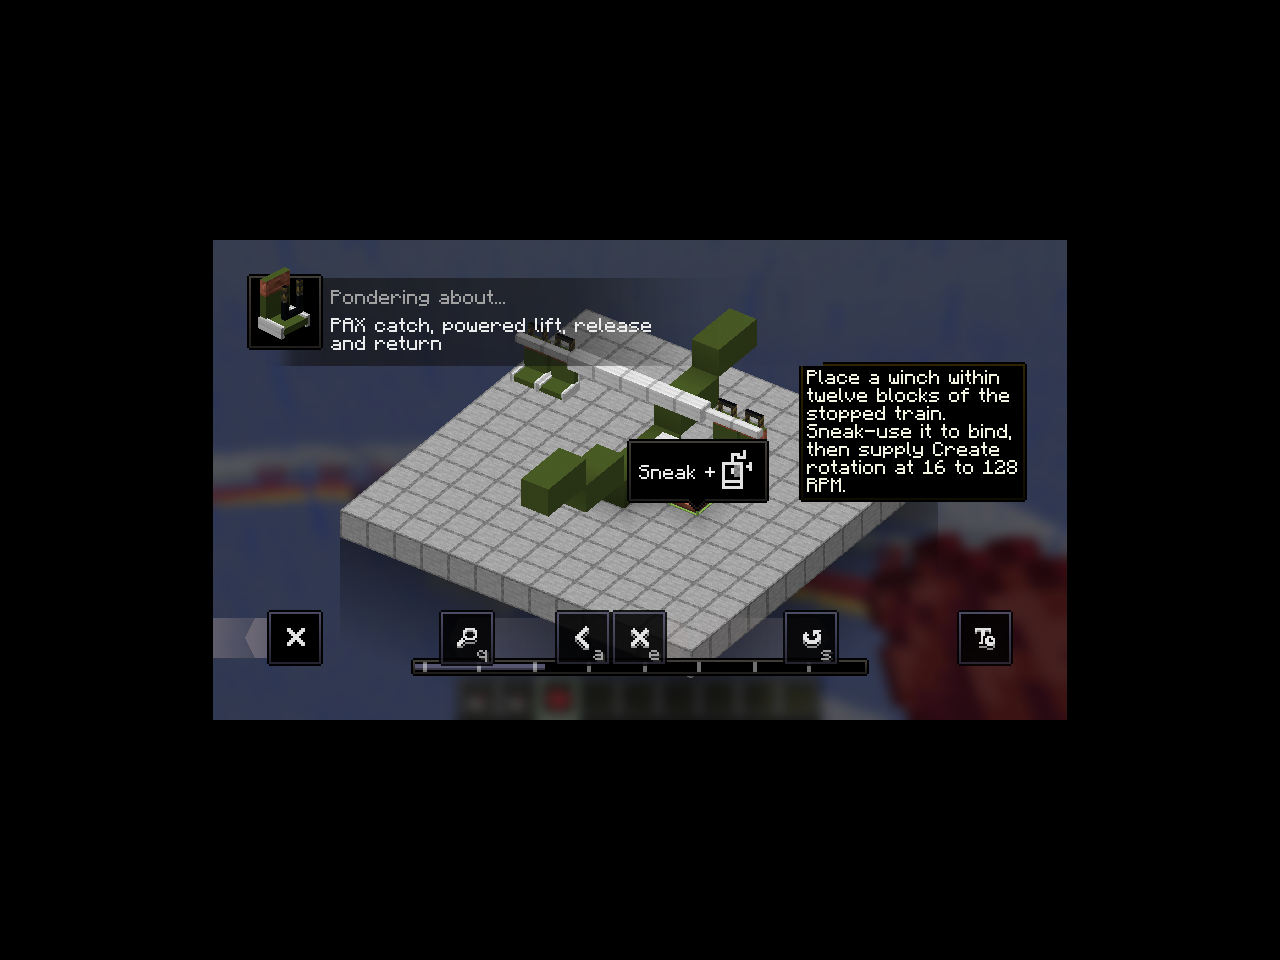 Pondering about...
PAX catch, powered lift, release
and return
Place a winch within
twelve blocks of the
stopped train.
Sneak-use it to bind,
then supply Create
rotation at 16 to 128
RPM.
Sneak +
q
a
e
s